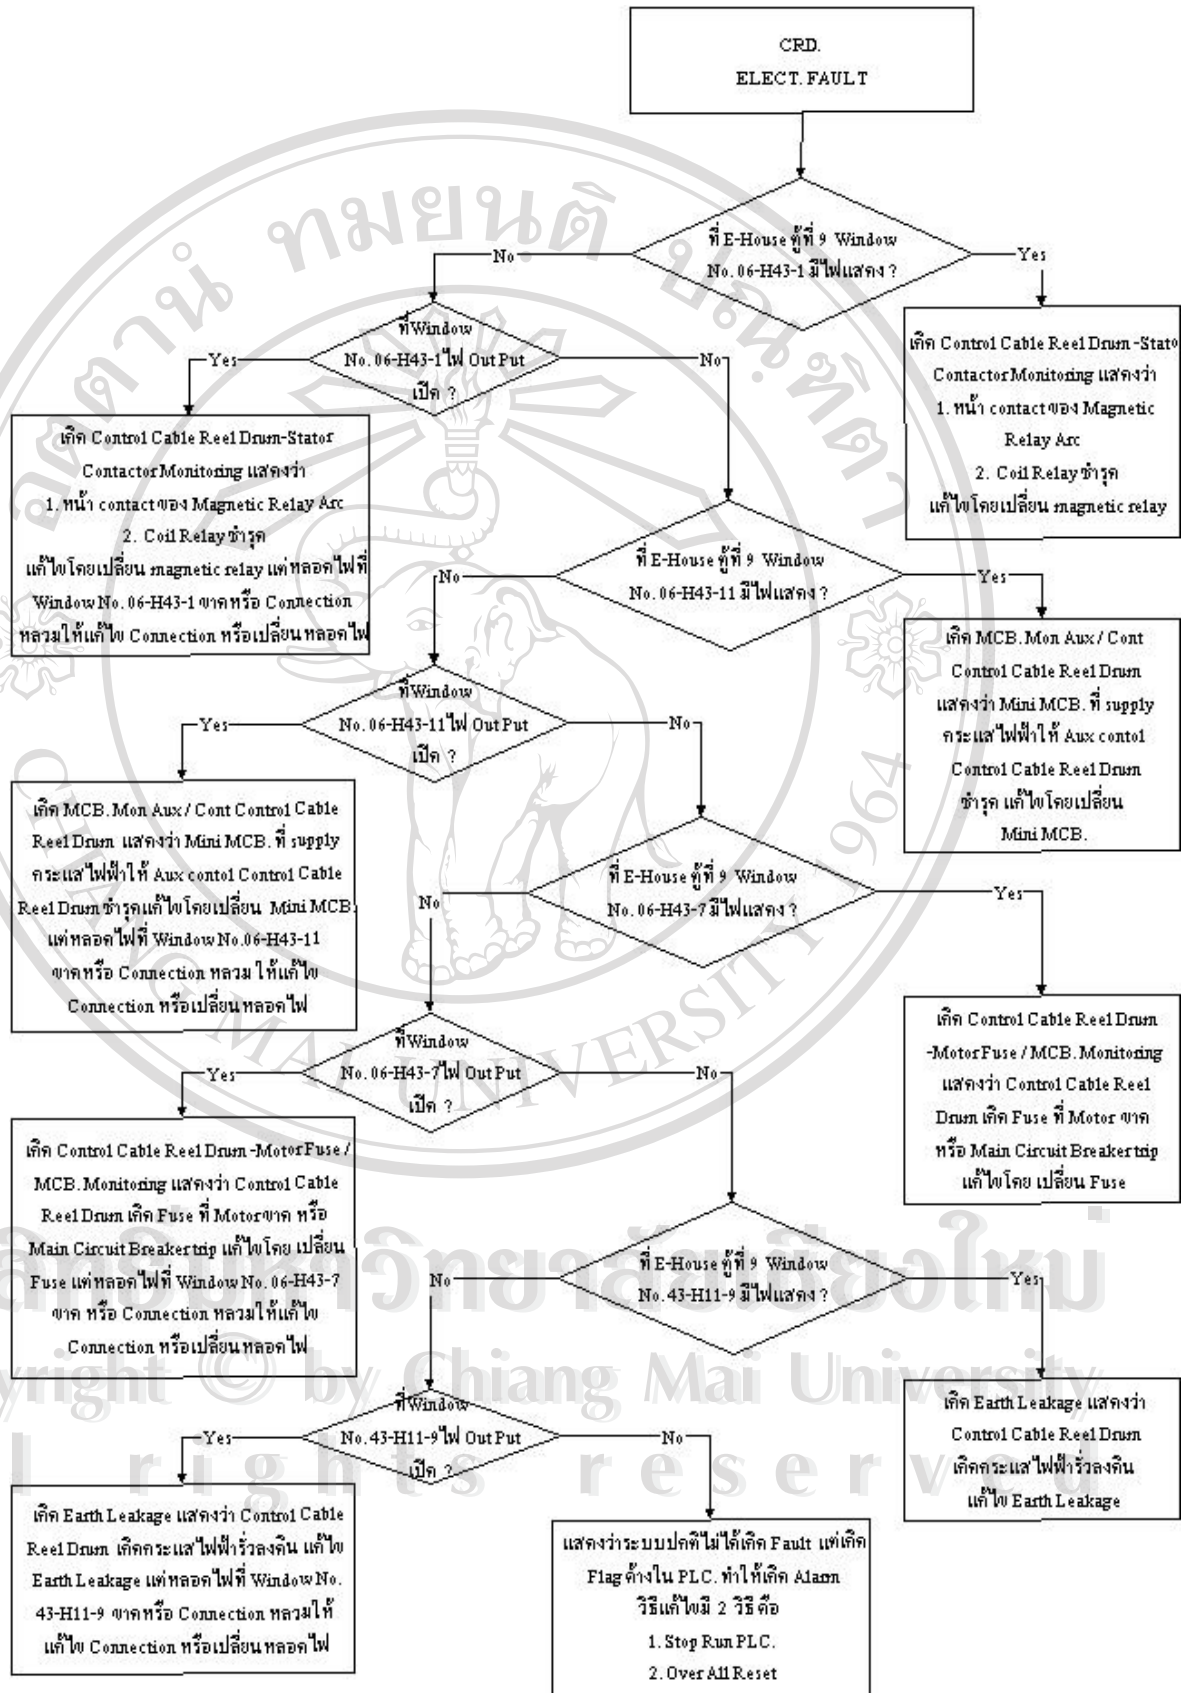 CRD.
ELECT. FAULT
ที่ E-House ตู้ที่ 9 Window
No. 06-H43-1 มีไฟแสดง ?
No
Yes
ที่Window
No. 06-H43-1ไฟ Out Put
เปิด ?
Yes
No
เกิด Control Cable Reel Drum -Stato
Contactor Monitoring แสดงว่า
1. หน้า contact ของ Magnetic
Relay Arc
2. Coil Relay ชำรุด
แก้ไขโดยเปลี่ยน magnetic relay
เกิด Control Cable Reel Drum-Stator
Contactor Monitoring แสดงว่า
1. หน้า contact ของ Magnetic Relay Arc
2. Coil Relay ชำรุด
แก้ไขโดยเปลี่ยน magnetic relay แต่หลอดไฟที่
Window No. 06-H43-1 ขาดหรือ Connection
หลวมให้แก้ไข Connection หรือเปลี่ยนหลอดไฟ
ที่ E-House ตู้ที่ 9 Window
No. 06-H43-11 มีไฟแสดง ?
No
Yes
ที่Window
No. 06-H43-11ไฟ Out Put
เปิด ?
Yes
No
เกิด MCB. Mon Aux / Cont
Control Cable Reel Drum
แสดงว่า Mini MCB. ที่ supply
กระแสไฟฟ้าให้ Aux contol
Control Cable Reel Drum
ชำรุด แก้ไขโดยเปลี่ยน
Mini MCB.
เกิด MCB. Mon Aux / Cont Control Cable
Reel Drum แสดงว่า Mini MCB. ที่ supply
กระแสไฟฟ้าให้ Aux contol Control Cable
Reel Drum ชำรุดแก้ไขโดยเปลี่ยน Mini MCB
แต่หลอดไฟที่ Window No.06-H43-11
ขาดหรือ Connection หลวม ให้แก้ไข
Connection หรือเปลี่ยนหลอดไฟ
ที่ E-House ตู้ที่ 9 Window
No. 06-H43-7 มีไฟแสดง ?
No
Yes
ที่Window
No. 06-H43-7ไฟ Out Put
เปิด ?
Yes
No
เกิด Control Cable Reel Drum
-Motor Fuse / MCB. Monitoring
แสดงว่า Control Cable Reel
Drum เกิด Fuse ที่ Motor ขาด
หรือ Main Circuit Breaker trip
แก้ไขโดย เปลี่ยน Fuse
เกิด Control Cable Reel Drum -Motor Fuse /
MCB. Monitoring แสดงว่า Control Cable
Reel Drum เกิด Fuse ที่ Motor ขาด หรือ
Main Circuit Breaker trip แก้ไขโดย เปลี่ยน
Fuse แต่หลอดไฟที่ Window No. 06-H43-7
ขาด หรือ Connection หลวมให้แก้ไข
Connection หรือเปลี่ยนหลอดไฟ
ที่ E-House ตู้ที่ 9 Window
No. 43-H11-9 มีไฟแสดง ?
No
Yes
ที่Window
No. 43-H11-9ไฟ Out Put
เปิด ?
Yes
No
เกิด Earth Leakage แสดงว่า
Control Cable Reel Drum
เกิดกระแสไฟฟ้ารั่วลงดิน
แก้ไข Earth Leakage
เกิด Earth Leakage แสดงว่า Control Cable
Reel Drum เกิดกระแสไฟฟ้ารั่วลงดิน แก้ไข
Earth Leakage แต่หลอดไฟที่ Window No.
43-H11-9 ขาดหรือ Connection หลวมให้
แก้ไข Connection หรือเปลี่ยนหลอดไฟ
แสดงว่าระบบปกติไม่ได้เกิด Fault แต่เกิด
Flag ค้างใน PLC. ทำให้เกิด Alarm
วิธีแก้ไขมี 2 วิธี คือ
1. Stop Run PLC.
2. Over All Reset
CHIANG MAI UNIVERSITY 1964
yright © by Chiang Mai University
rights reserved